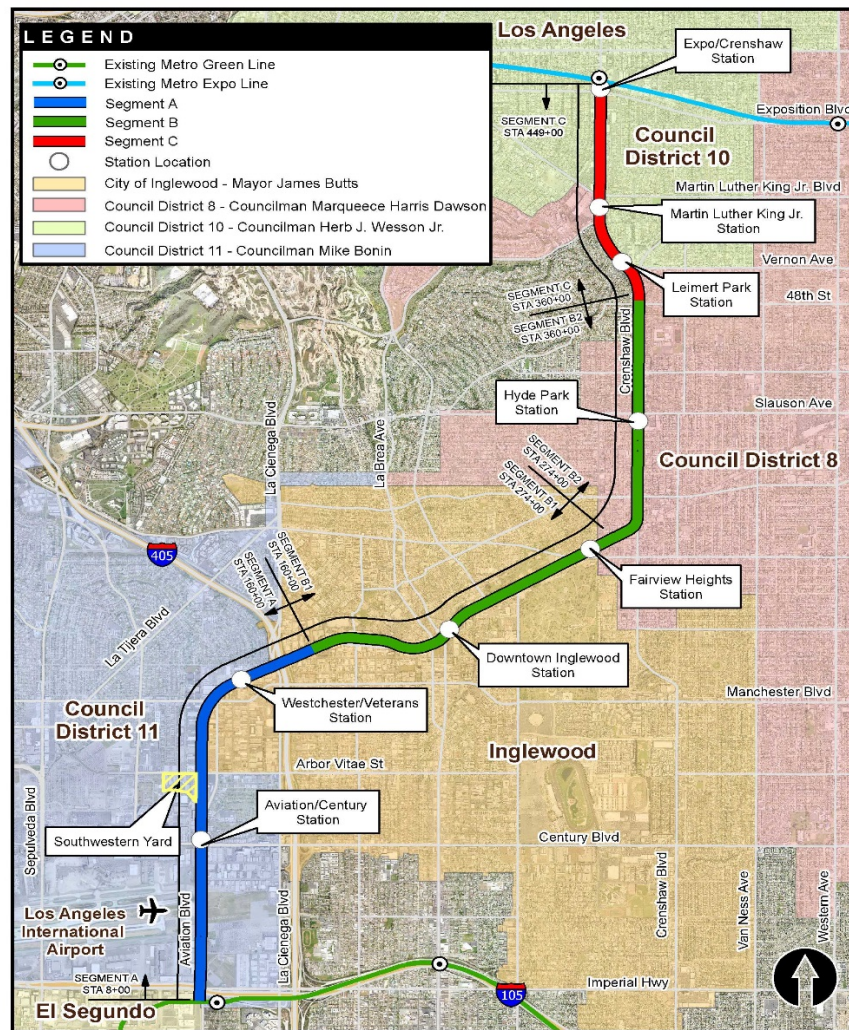 LEGEND
Existing Metro Green Line
Existing Metro Expo Line
Segment A
Segment B
Segment C
Station Location
City of Inglewood - Mayor James Butts
Council District 8 - Councilman Marqueece Harris Dawson
Council District 10 - Councilman Herb J. Wesson Jr.
Council District 11 - Councilman Mike Bonin
Los Angeles
Expo/Crenshaw
Station
Exposition Blvd
SEGMENT C
STA 449+00
Council
District 10
Martin Luther King Jr. Blvd
Martin Luther King Jr.
Station
Vernon Ave
Leimert Park
Station
48th St
SEGMENT C
STA 360+00
SEGMENT B2
STA 360+00
Crenshaw Blvd
Hyde Park
Station
Slauson Ave
La Cienega Blvd
La Brea Ave
Council District 8
SEGMENT B2
STA 274+00
SEGMENT B1
STA 274+00
405
SEGMENT B1
STA 160+00
SEGMENT A
STA 160+00
Fairview Heights
Station
La Tijera Blvd
Downtown Inglewood
Station
Manchester Blvd
Council
District 11
Westchester/Veterans
Station
Inglewood
Arbor Vitae St
Aviation/Century
Station
Southwestern Yard
Century Blvd
Sepulveda Blvd
Aviation Blvd
La Cienega Blvd
Crenshaw Blvd
Van Ness Ave
Western Ave
Los Angeles
International
Airport
SEGMENT A
STA 8+00
Imperial Hwy
105
El Segundo